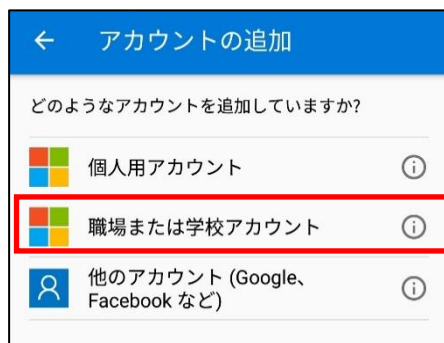 アカウントの追加
どのようなアカウントを追加していますか?
個人用アカウント
職場または学校アカウント
他のアカウント (Google、
Facebook など)